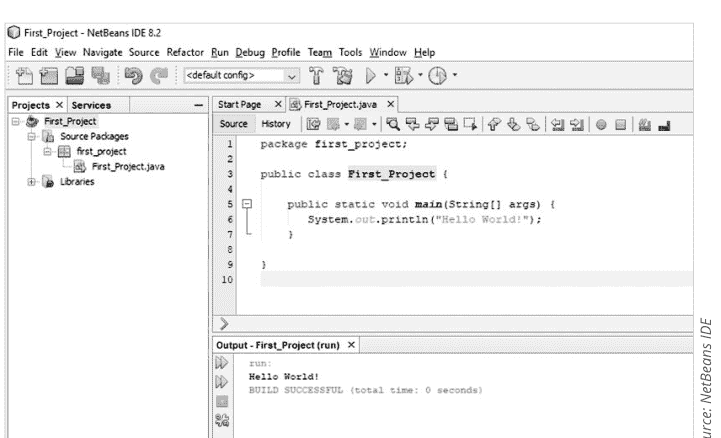 First_Project - NetBeans IDE 8.2
File Edit View Navigate Source Refactor Run Debug Profile Team Tools Window Help
<default config>
Projects Services
First_Project
Source Packages
first_project
First_Project.java
Libraries
Start Page First_Project.java
Source History
1 package first_project;
2
3 public class First_Project {
4
5 public static void main(String[] args) {
6 System.out.println("Hello World!");
7 }
8
9 }
10
Output - First_Project (run)
run:
Hello World!
BUILD SUCCESSFUL (total time: 0 seconds)
urce: NetBeans IDE